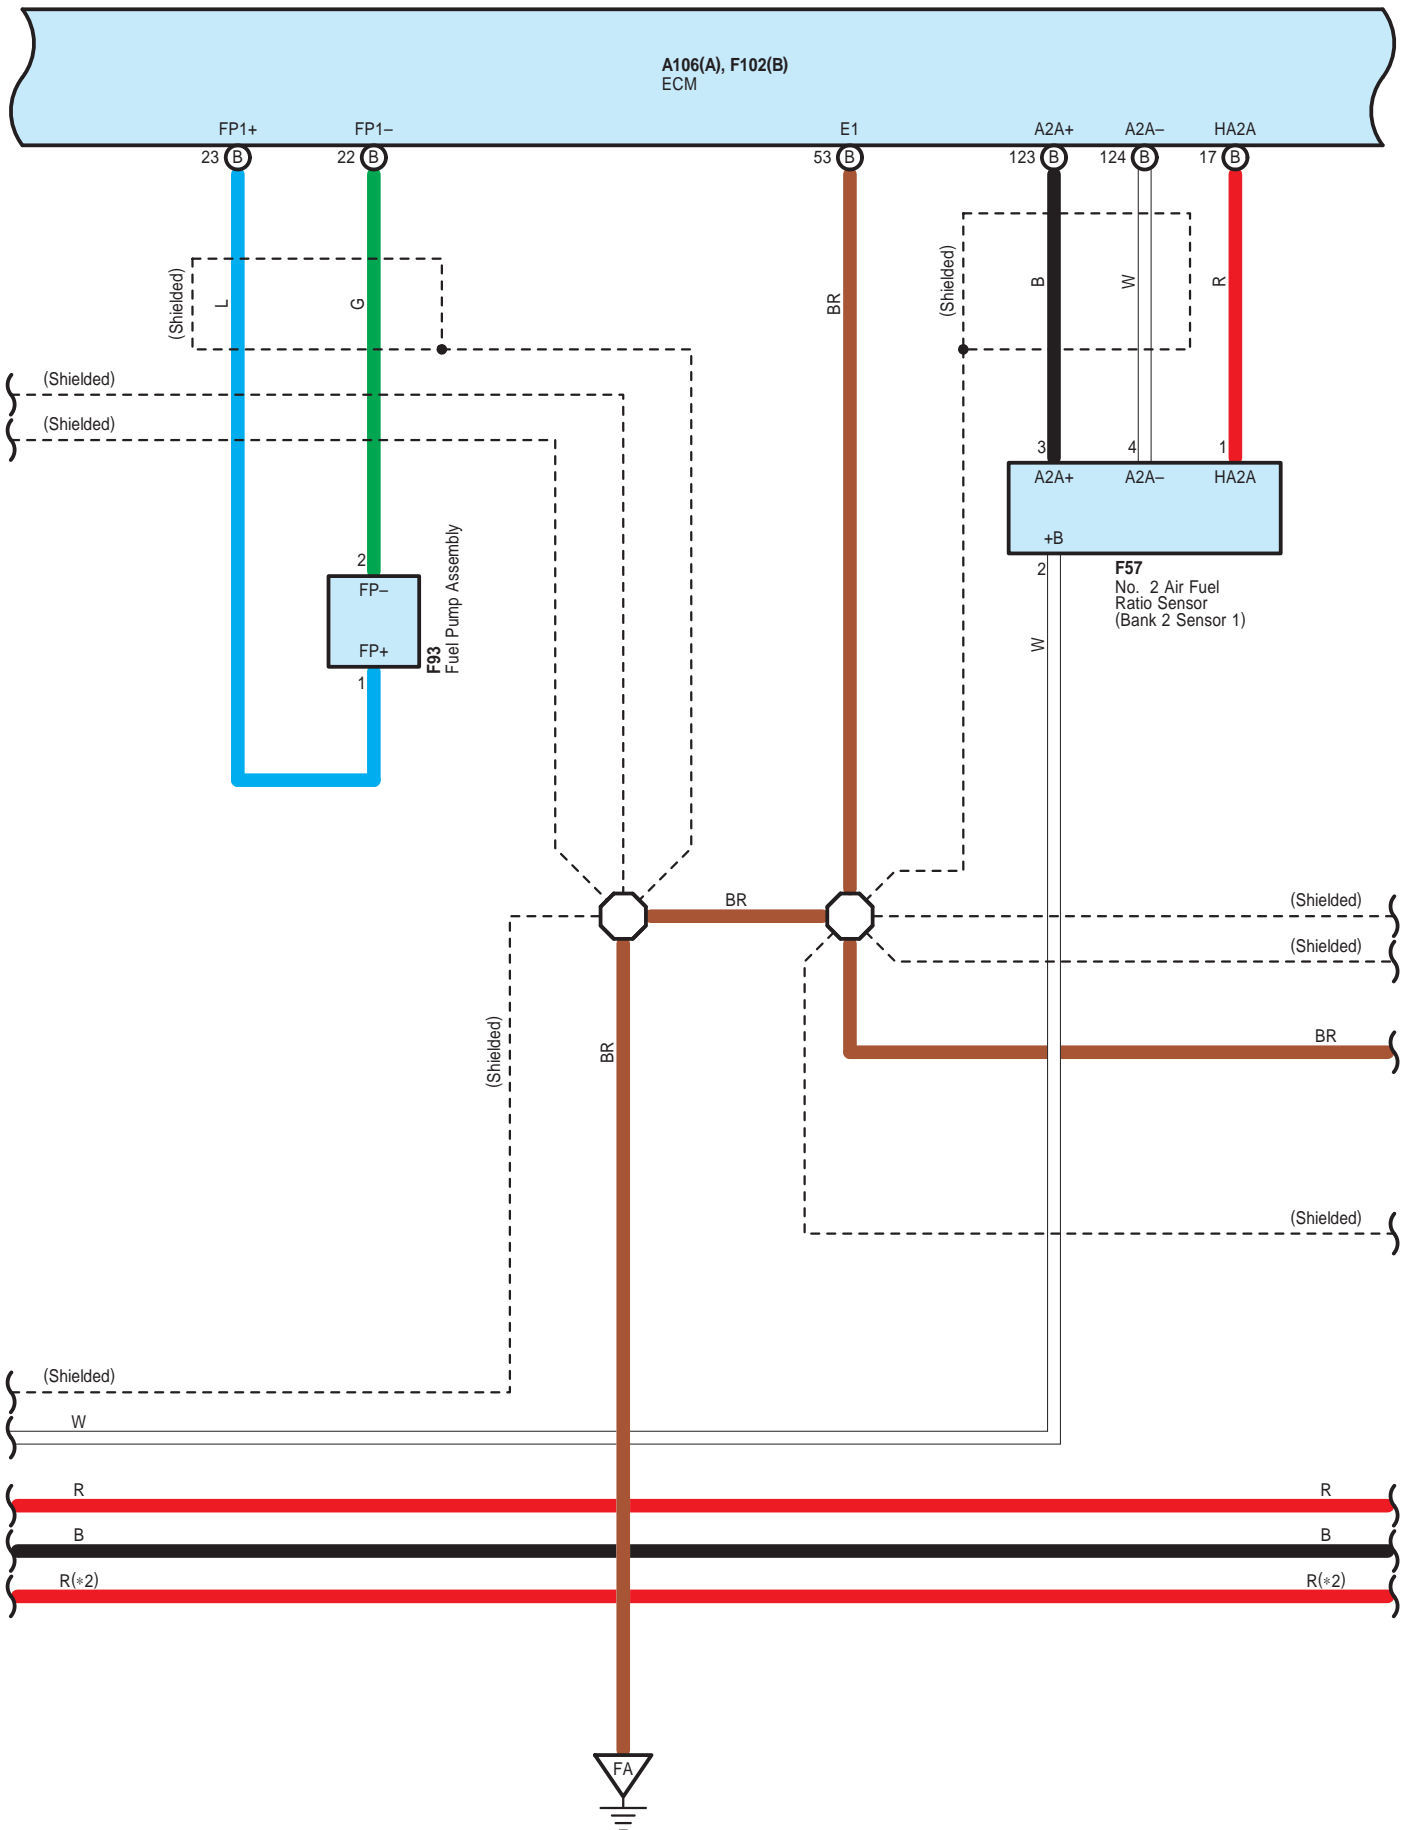 A106(A), F102(B)
ECM
FP1+
FP1–
E1
A2A+
A2A–
HA2A
23
B
22
B
53
B
123
B
124
B
17
B
(Shielded)
L
G
BR
(Shielded)
B
W
R
(Shielded)
(Shielded)
3
4
1
A2A+
A2A–
HA2A
+B
2
F57
No. 2 Air Fuel
Ratio Sensor
(Bank 2 Sensor 1)
W
2
FP–
FP+
1
F93
Fuel Pump Assembly
BR
(Shielded)
(Shielded)
BR
(Shielded)
BR
(Shielded)
(Shielded)
W
R
R
B
B
R(*2)
R(*2)
FA